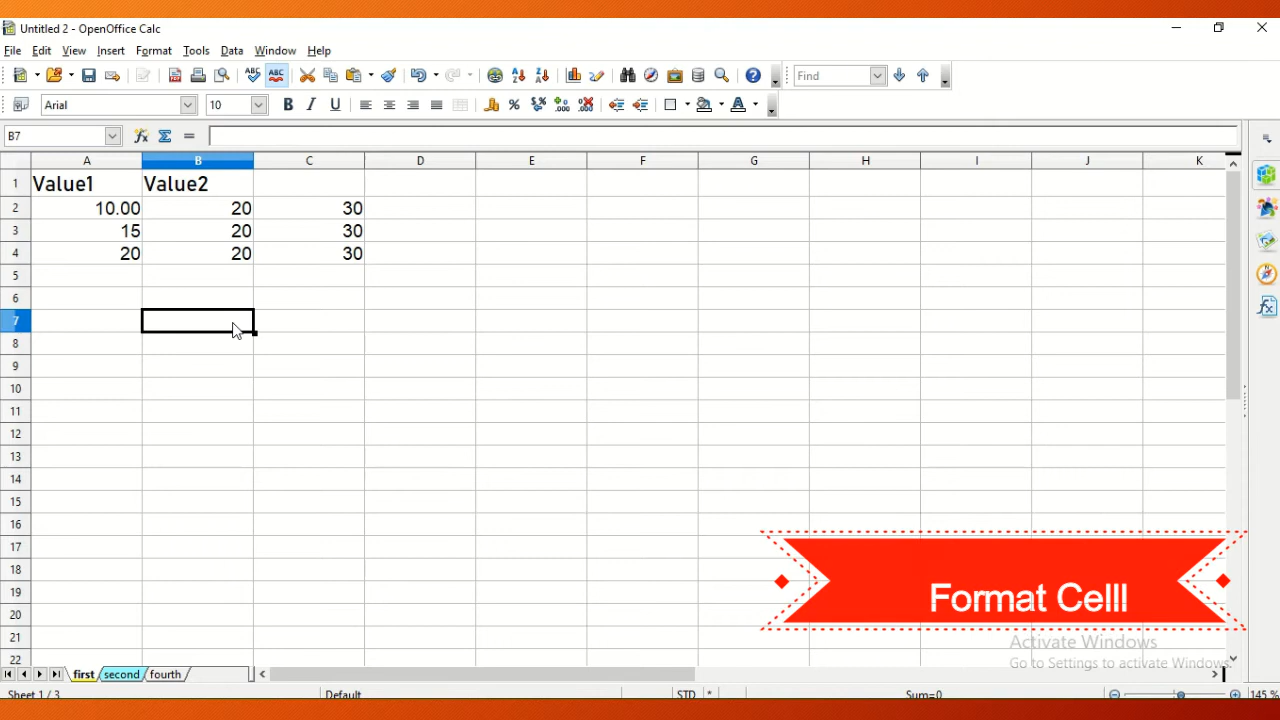 Untitled 2 - OpenOffice Calc
File Edit View Insert Format Tools Data Window Help
Find
Arial 10
B7
A B C D E F G H I J K
1 Value1 Value2
2 10.00 20 30
3 15 20 30
4 20 20 30
5
6
7
8
9
10
11
12
13
14
15
16
17
18
19
20
21
22
Format Celll
Activate Windows
Go to Settings to activate Windows.
first second fourth
Sheet 1 / 3 Default STD * Sum=0 145 %